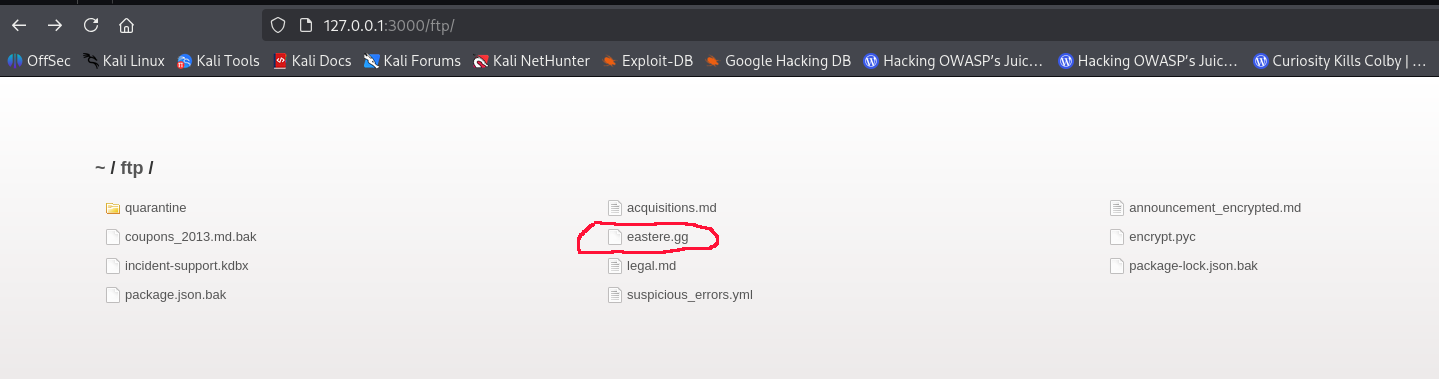 127.0.0.1:3000/ftp/
OffSec Kali Linux Kali Tools Kali Docs Kali Forums Kali NetHunter Exploit-DB Google Hacking DB Hacking OWASP's Juic... Hacking OWASP's Juic... Curiosity Kills Colby | ...
~ / ftp /
quarantine acquisitions.md announcement_encrypted.md
coupons_2013.md.bak eastere.gg encrypt.pyc
incident-support.kdbx legal.md package-lock.json.bak
package.json.bak suspicious_errors.yml